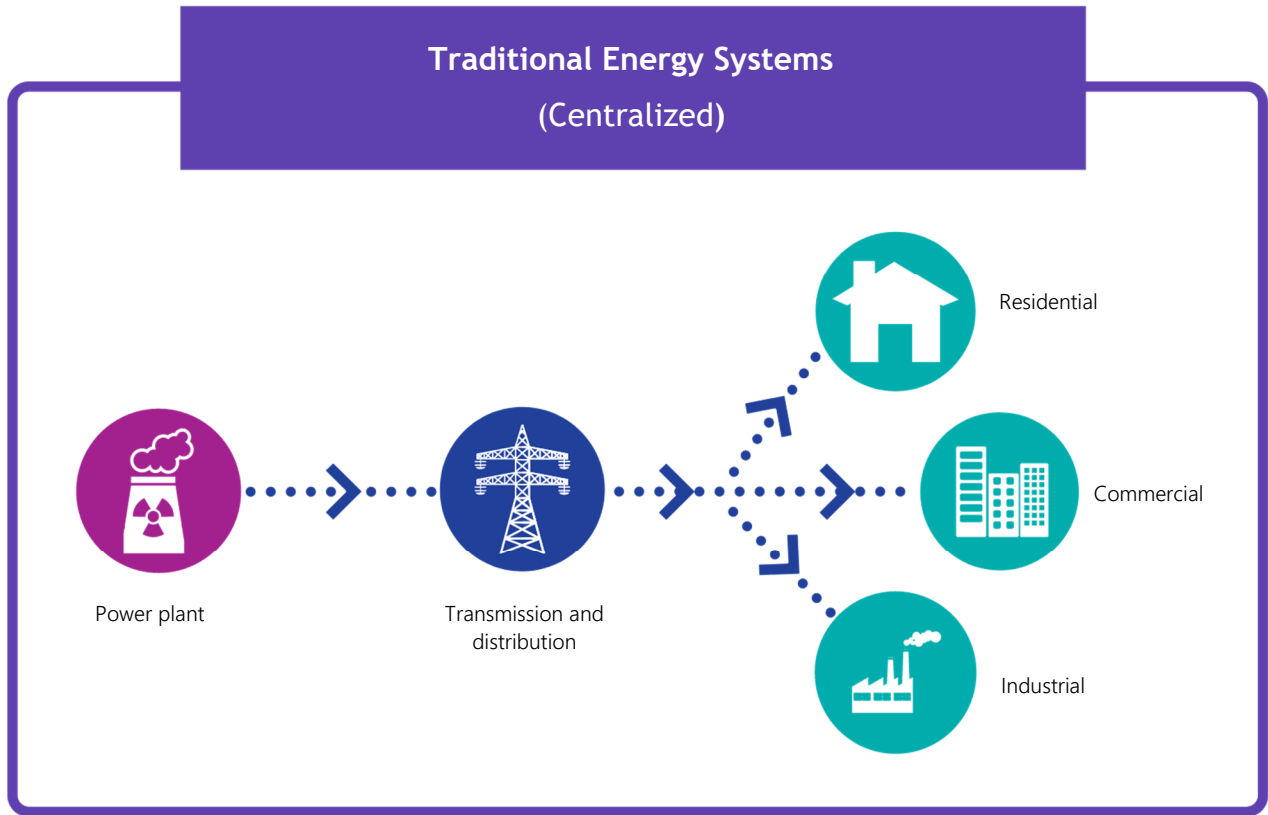 Traditional Energy Systems
(Centralized)
Residential
Commercial
Power plant
Transmission and
distribution
Industrial